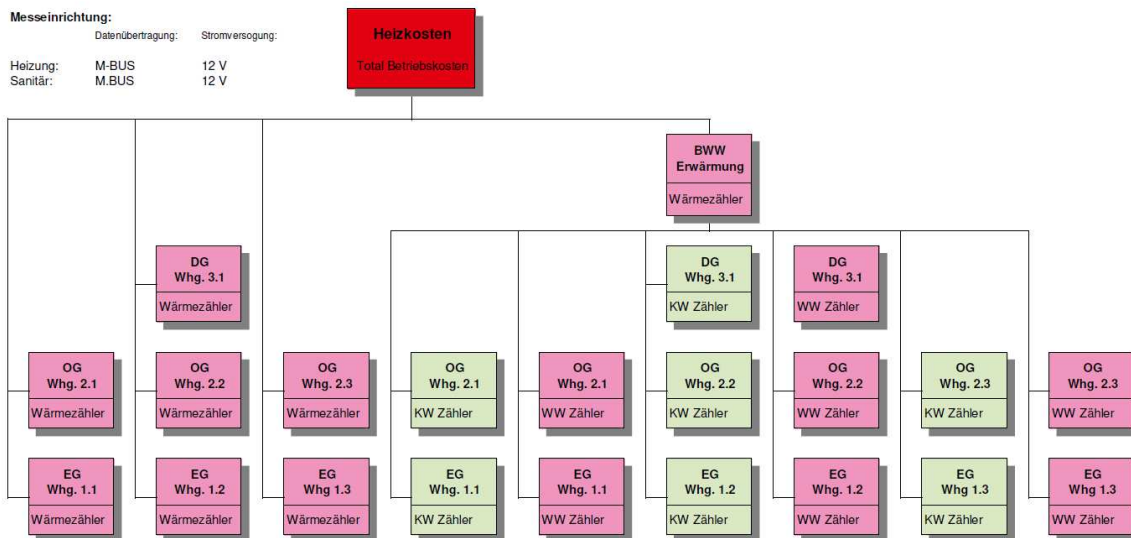 Messeinrichtung:
Datenübertragung: Stromversogung:
Heizung: M-BUS 12 V
Sanitär: M.BUS 12 V
Heizkosten
Total Betriebskosten
BWW
Erwärmung
Wärmezähler
DG
Whg. 3.1
Wärmezähler
DG
Whg. 3.1
KW Zähler
DG
Whg. 3.1
WW Zähler
OG
Whg. 2.1
Wärmezähler
OG
Whg. 2.2
Wärmezähler
OG
Whg. 2.3
Wärmezähler
OG
Whg. 2.1
KW Zähler
OG
Whg. 2.1
WW Zähler
OG
Whg. 2.2
KW Zähler
OG
Whg. 2.2
WW Zähler
OG
Whg. 2.3
KW Zähler
OG
Whg. 2.3
WW Zähler
EG
Whg. 1.1
Wärmezähler
EG
Whg. 1.2
Wärmezähler
EG
Whg 1.3
Wärmezähler
EG
Whg. 1.1
KW Zähler
EG
Whg. 1.1
WW Zähler
EG
Whg. 1.2
KW Zähler
EG
Whg. 1.2
WW Zähler
EG
Whg 1.3
KW Zähler
EG
Whg 1.3
WW Zähler